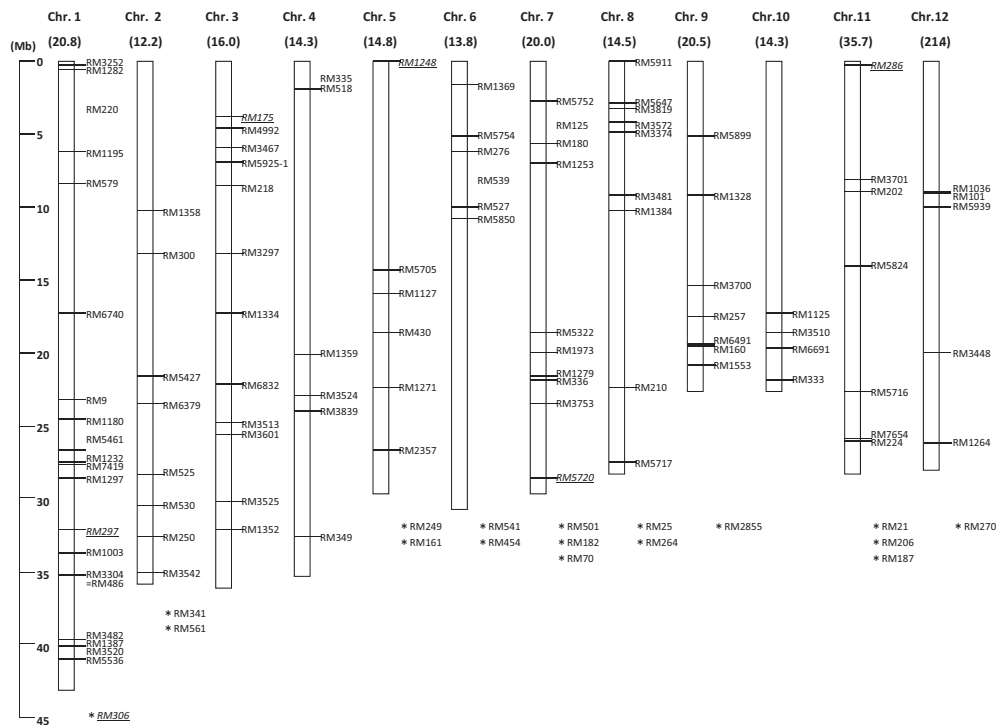 Chr. 1 Chr. 2 Chr. 3 Chr. 4 Chr. 5 Chr. 6 Chr. 7 Chr. 8 Chr. 9 Chr.10 Chr.11 Chr.12
(Mb) (20.8) (12.2) (16.0) (14.3) (14.8) (13.8) (20.0) (14.5) (20.5) (14.3) (35.7) (21.4)
0
5
10
15
20
25
30
35
40
45
RM3252
RM1282
RM220
RM1195
RM579
RM6740
RM9
RM1180
RM5461
RM1232
RM7419
RM1297
RM297
RM1003
RM3304
=RM486
RM3482
RM1387
RM3520
RM5536
* RM306
RM1358
RM300
RM5427
RM6379
RM525
RM530
RM250
RM3542
* RM341
* RM561
RM175
RM4992
RM3467
RM5925-1
RM218
RM3297
RM1334
RM6832
RM3513
RM3601
RM3525
RM1352
RM335
RM518
RM1359
RM3524
RM3839
RM349
RM1248
RM5705
RM1127
RM430
RM1271
RM2357
* RM249
* RM161
RM1369
RM5754
RM276
RM539
RM527
RM5850
* RM541
* RM454
RM5752
RM125
RM180
RM1253
RM5322
RM1973
RM1279
RM336
RM3753
RM5720
* RM501
* RM182
* RM70
RM5911
RM5647
RM3819
RM3572
RM3374
RM3481
RM1384
RM210
RM5717
* RM25
* RM264
RM5899
RM1328
RM3700
RM257
RM6491
RM160
RM1553
* RM2855
RM1125
RM3510
RM6691
RM333
RM286
RM3701
RM202
RM5824
RM5716
RM7654
RM224
* RM21
* RM206
* RM187
RM1036
RM101
RM5939
RM3448
RM1264
* RM270